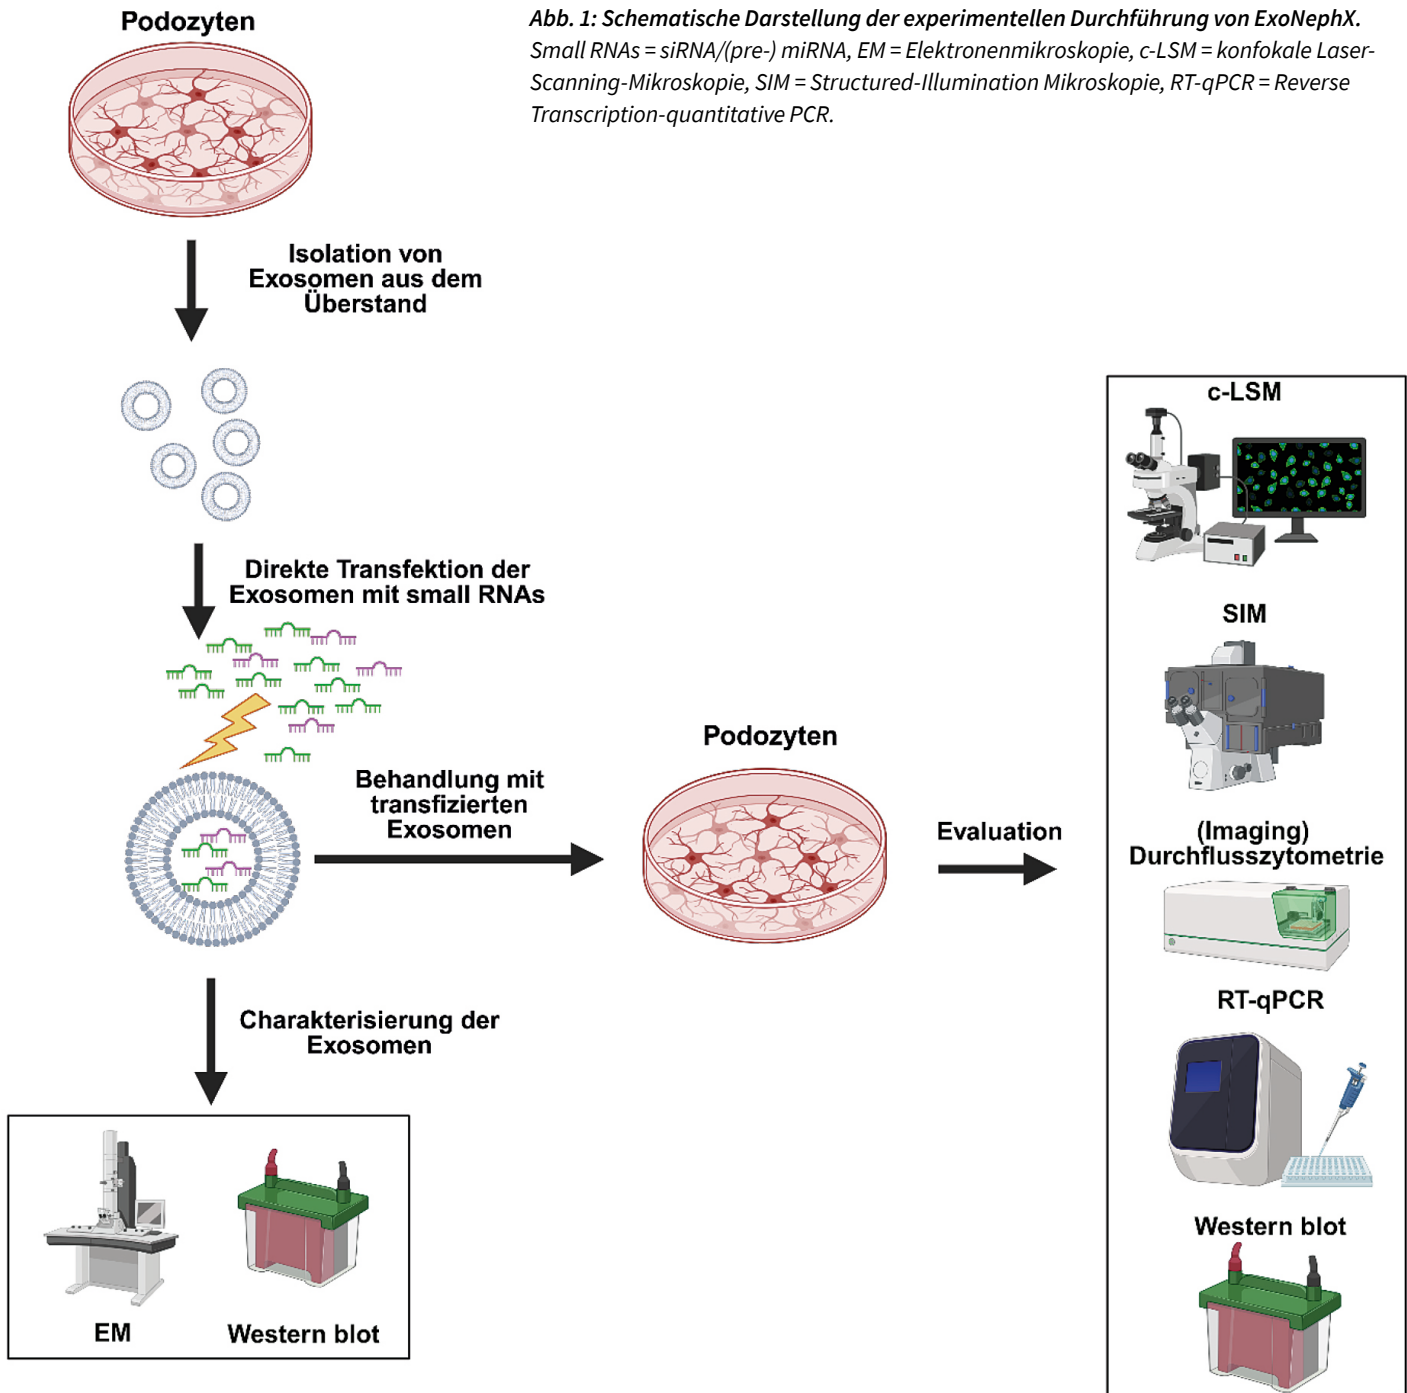 Podozyten
Abb. 1: Schematische Darstellung der experimentellen Durchführung von ExoNephX.
Small RNAs = siRNA/(pre-) miRNA, EM = Elektronenmikroskopie, c-LSM = konfokale Laser-
Scanning-Mikroskopie, SIM = Structured-Illumination Mikroskopie, RT-qPCR = Reverse
Transcription-quantitative PCR.
Isolation von
Exosomen aus dem
Überstand
Direkte Transfektion der
Exosomen mit small RNAs
Behandlung mit
transfizierten
Exosomen
Podozyten
Evaluation
Charakterisierung der
Exosomen
EM
Western blot
c-LSM
SIM
(Imaging)
Durchflusszytometrie
RT-qPCR
Western blot